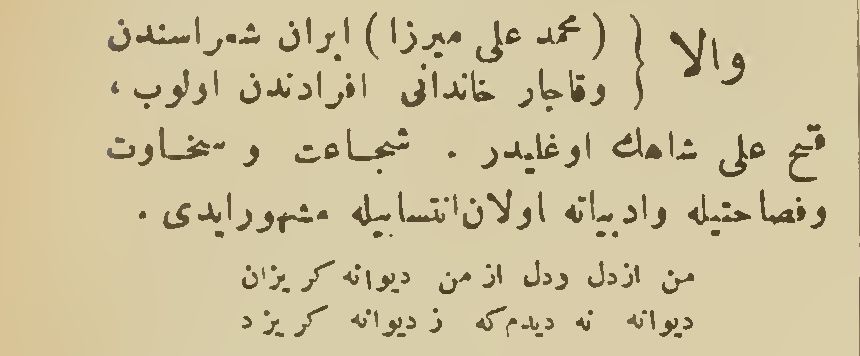 والا { (محمد علی میرزا) ایران شعراسندن
وقاجار خاندانی افرادندن اولوب،
فتح علی شاهك اوغلیدر . شجاعت و سخاوت
وفصاحتیله وادبیاته اولان انتسابیله مشهورایدی .
من ازدل ودل از من دیوانه کریزان
دیوانه نه دیدم که ز دیوانه کریزد